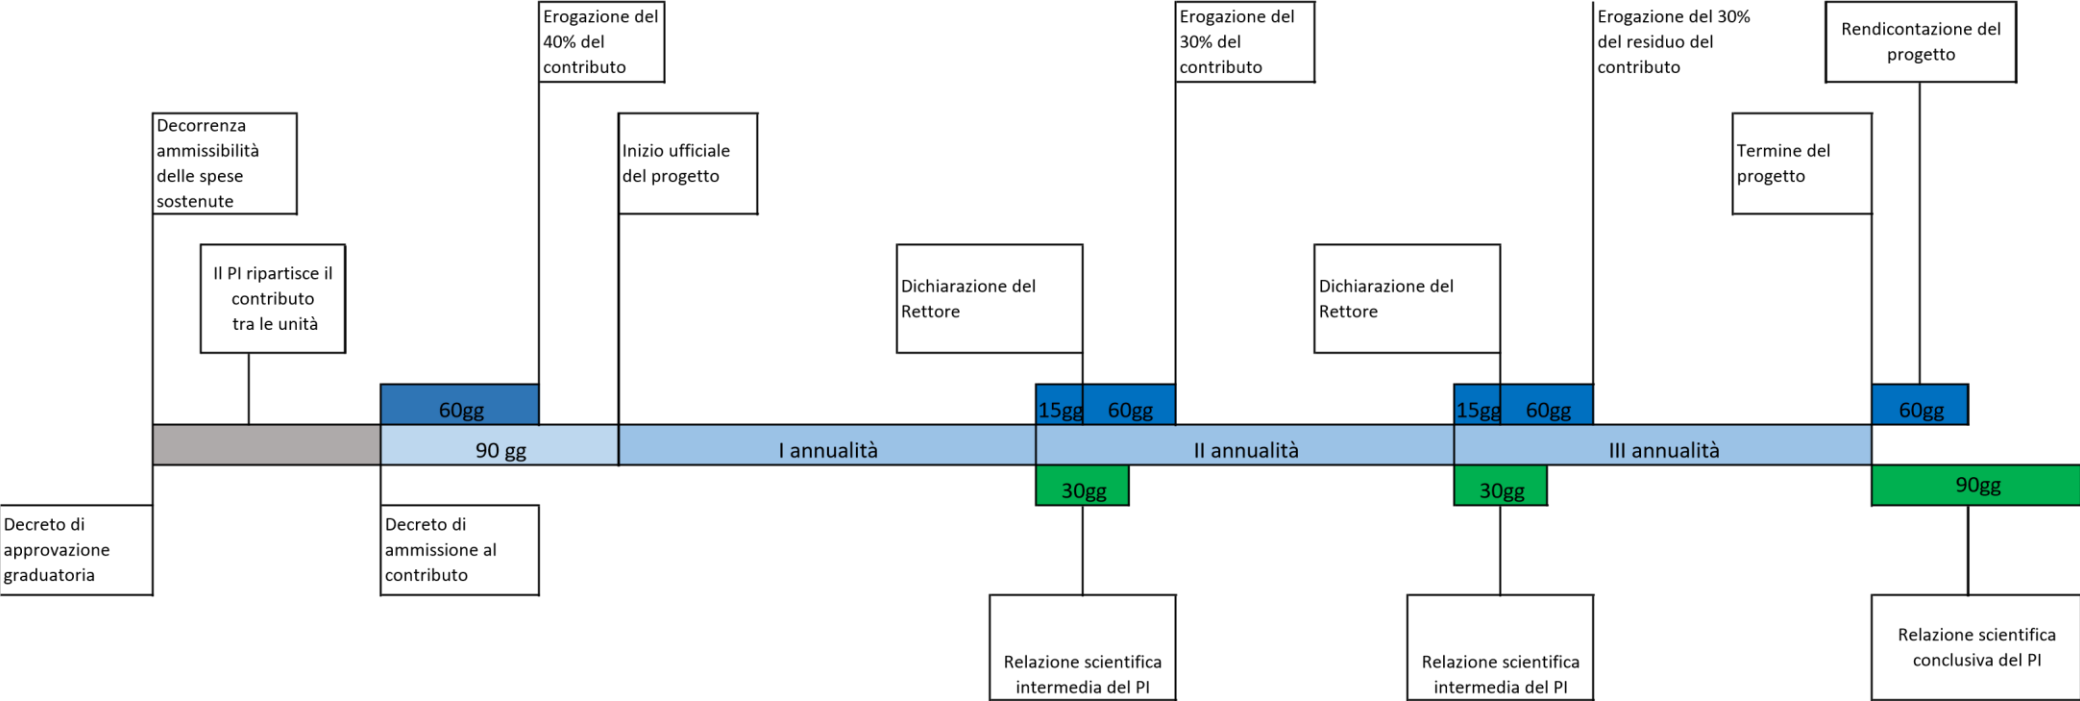 Erogazione del
40% del
contributo
Erogazione del
30% del
contributo
Erogazione del 30%
del residuo del
contributo
Rendicontazione del
progetto
Decorrenza
ammissibilità
delle spese
sostenute
Inizio ufficiale
del progetto
Termine del
progetto
Il PI ripartisce il
contributo
tra le unità
Dichiarazione del
Rettore
Dichiarazione del
Rettore
60gg
15gg
60gg
15gg
60gg
60gg
90 gg
I annualità
II annualità
III annualità
30gg
30gg
90gg
Decreto di
approvazione
graduatoria
Decreto di
ammissione al
contributo
Relazione scientifica
intermedia del PI
Relazione scientifica
intermedia del PI
Relazione scientifica
conclusiva del PI